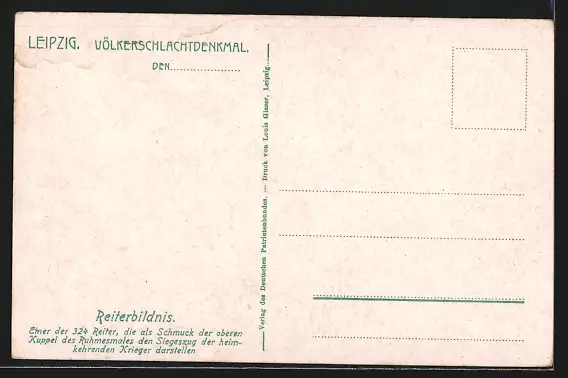 LEIPZIG. VÖLKERSCHLACHTDENKMAL.
DEN
Reiterbildnis.
Einer der 324 Reiter, die als Schmuck der oberen
Kuppel des Ruhmesmales den Siegeszug der heim-
kehrenden Krieger darstellen
Verlag des Deutschen Patriotenbundes. — Druck von Louis Glaser, Leipzig.